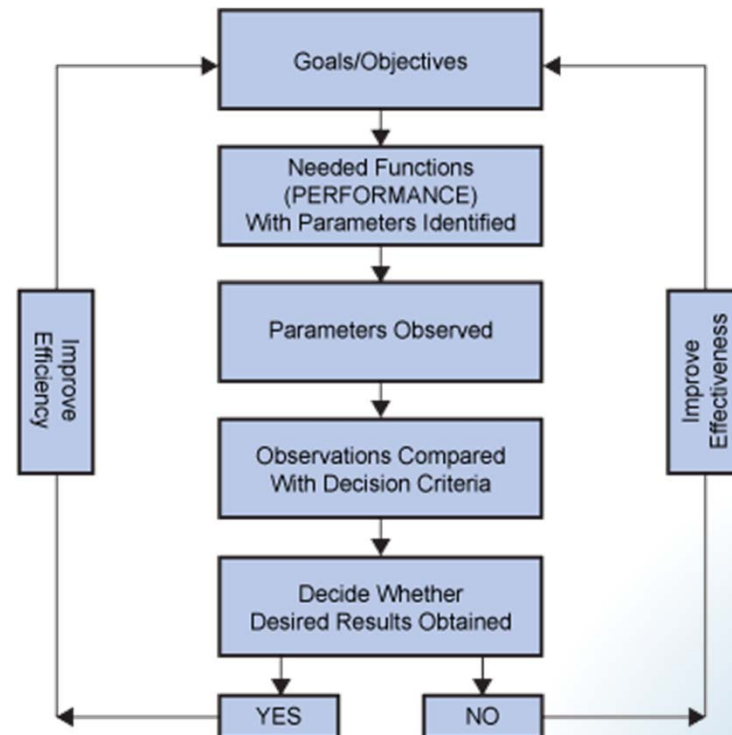 Goals/Objectives
Needed Functions
(PERFORMANCE)
With Parameters Identified
Parameters Observed
Improve
Efficiency
Improve
Effectiveness
Observations Compared
With Decision Criteria
Decide Whether
Desired Results Obtained
YES
NO